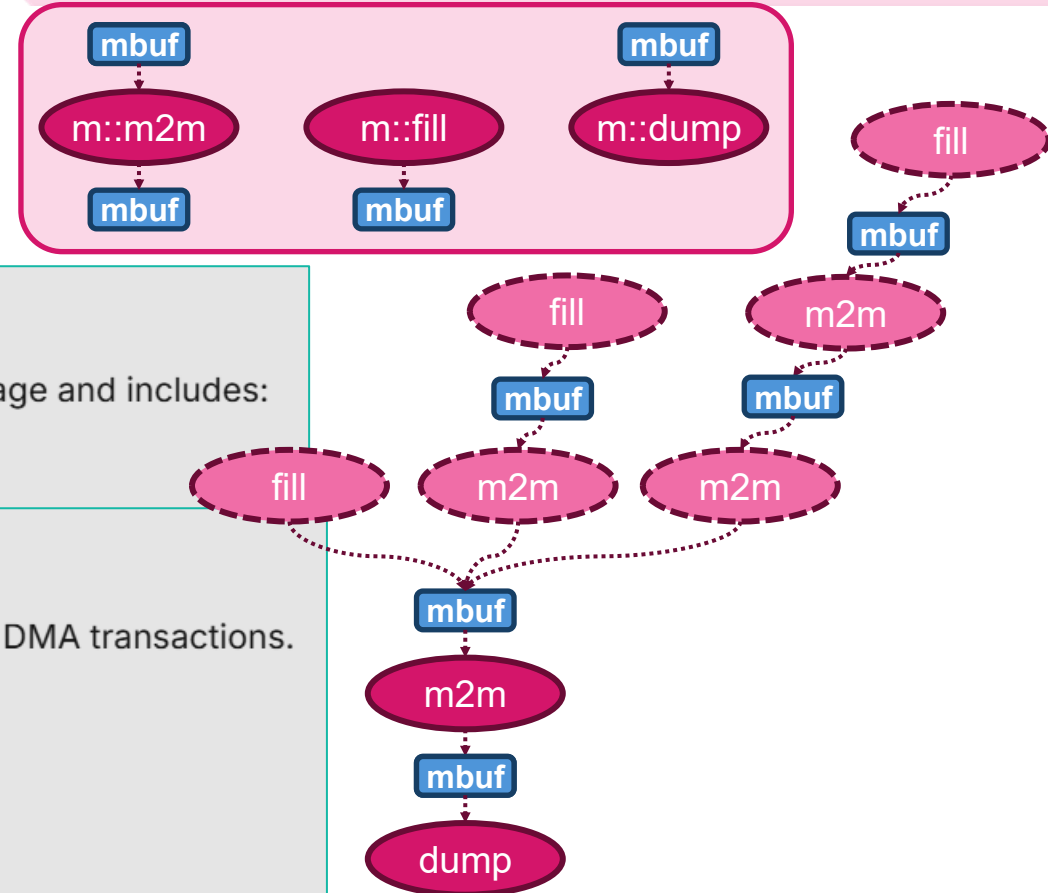 mbuf
mbuf
m::m2m
m::fill
m::dump
fill
mbuf
mbuf
mbuf
fill
m2m
age and includes:
mbuf
mbuf
fill
m2m
m2m
mbuf
DMA transactions.
m2m
mbuf
dump